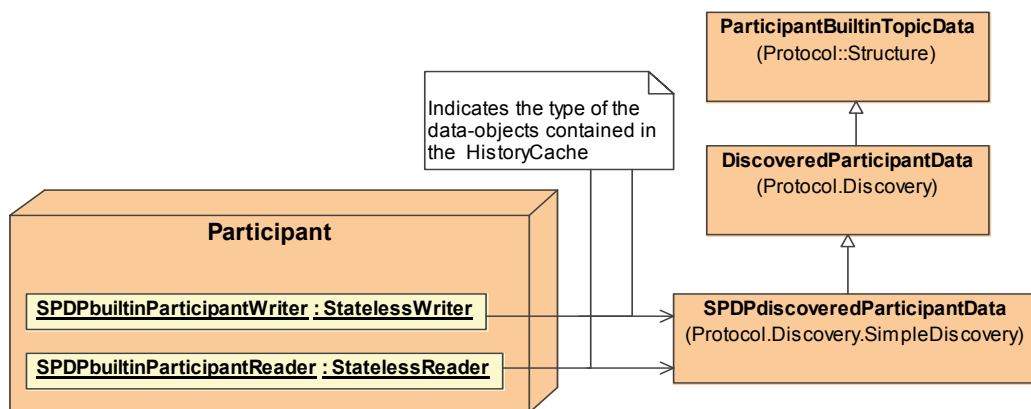 ParticipantBuiltinTopicData
(Protocol::Structure)
Indicates the type of the
data-objects contained in
the HistoryCache
DiscoveredParticipantData
(Protocol.Discovery)
Participant
SPDPbuiltinParticipantWriter : StatelessWriter
SPDPdiscoveredParticipantData
(Protocol.Discovery.SimpleDiscovery)
SPDPbuiltinParticipantReader : StatelessReader